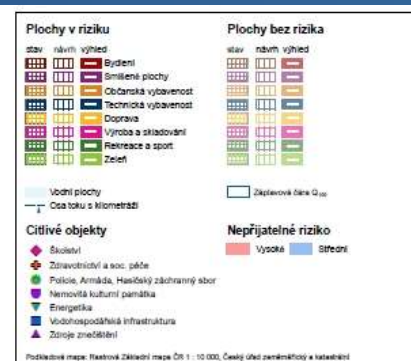 Plochy v riziku
stav návrh výhled
Bydlení
Smíšené plochy
Občanská vybavenost
Technická vybavenost
Doprava
Výroba a skladování
Rekreace a sport
Zeleň
Vodní plochy
Osa toku s kilometráží
Plochy bez rizika
stav návrh výhled
Záplavová čára Q₁₀₀
Citlivé objekty
Školství
Zdravotnictví a soc. péče
Policie, Armáda, Hasičský záchranný sbor
Nemovitá kulturní památka
Energetika
Vodohospodářská infrastruktura
Zdroje znečištění
Nepřijatelné riziko
Vysoké Střední
Podkladové mapa: Rastrová Základní mapa ČR 1 : 10 000, Český úřad zeměměřický a katastrální